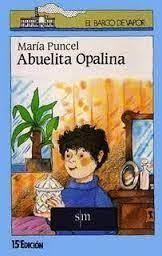 EL BARCO DE VAPOR
María Puncel
Abuelita Opalina
sm
15ª EDICIÓN